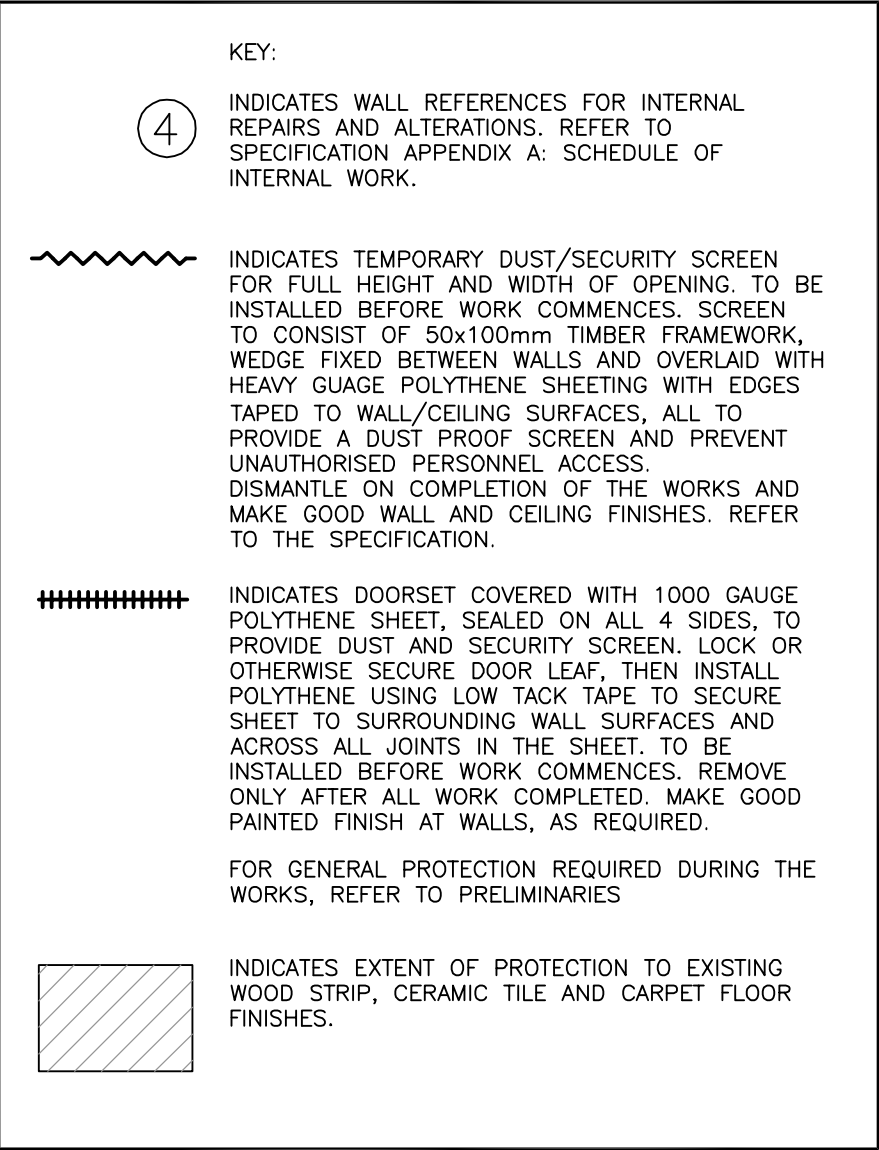 KEY:
4
INDICATES WALL REFERENCES FOR INTERNAL
REPAIRS AND ALTERATIONS. REFER TO
SPECIFICATION APPENDIX A: SCHEDULE OF
INTERNAL WORK.
INDICATES TEMPORARY DUST/SECURITY SCREEN
FOR FULL HEIGHT AND WIDTH OF OPENING. TO BE
INSTALLED BEFORE WORK COMMENCES. SCREEN
TO CONSIST OF 50x100mm TIMBER FRAMEWORK,
WEDGE FIXED BETWEEN WALLS AND OVERLAID WITH
HEAVY GUAGE POLYTHENE SHEETING WITH EDGES
TAPED TO WALL/CEILING SURFACES, ALL TO
PROVIDE A DUST PROOF SCREEN AND PREVENT
UNAUTHORISED PERSONNEL ACCESS.
DISMANTLE ON COMPLETION OF THE WORKS AND
MAKE GOOD WALL AND CEILING FINISHES. REFER
TO THE SPECIFICATION.
INDICATES DOORSET COVERED WITH 1000 GAUGE
POLYTHENE SHEET, SEALED ON ALL 4 SIDES, TO
PROVIDE DUST AND SECURITY SCREEN. LOCK OR
OTHERWISE SECURE DOOR LEAF, THEN INSTALL
POLYTHENE USING LOW TACK TAPE TO SECURE
SHEET TO SURROUNDING WALL SURFACES AND
ACROSS ALL JOINTS IN THE SHEET. TO BE
INSTALLED BEFORE WORK COMMENCES. REMOVE
ONLY AFTER ALL WORK COMPLETED. MAKE GOOD
PAINTED FINISH AT WALLS, AS REQUIRED.
FOR GENERAL PROTECTION REQUIRED DURING THE
WORKS, REFER TO PRELIMINARIES
INDICATES EXTENT OF PROTECTION TO EXISTING
WOOD STRIP, CERAMIC TILE AND CARPET FLOOR
FINISHES.